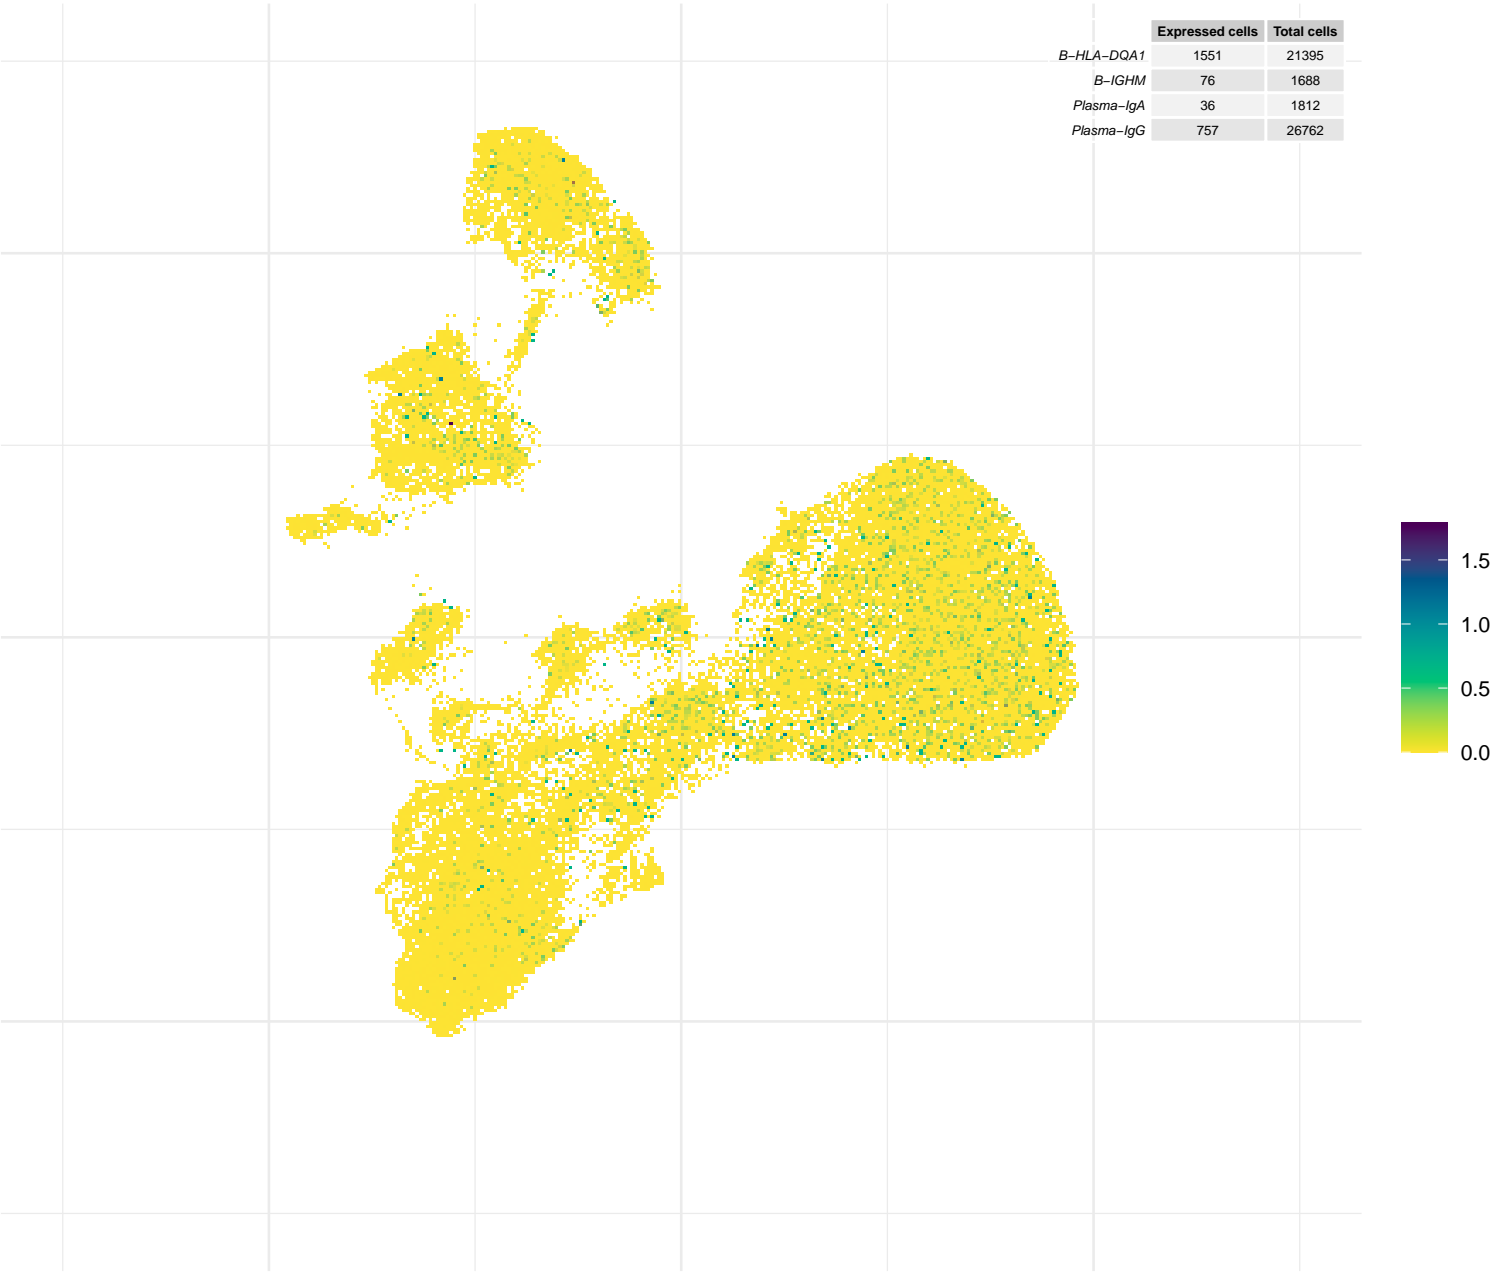 Expressed cells Total cells
B−HLA−DQA1 1551 21395
B−IGHM 76 1688
Plasma−IgA 36 1812
Plasma−IgG 757 26762
1.5
1.0
0.5
0.0